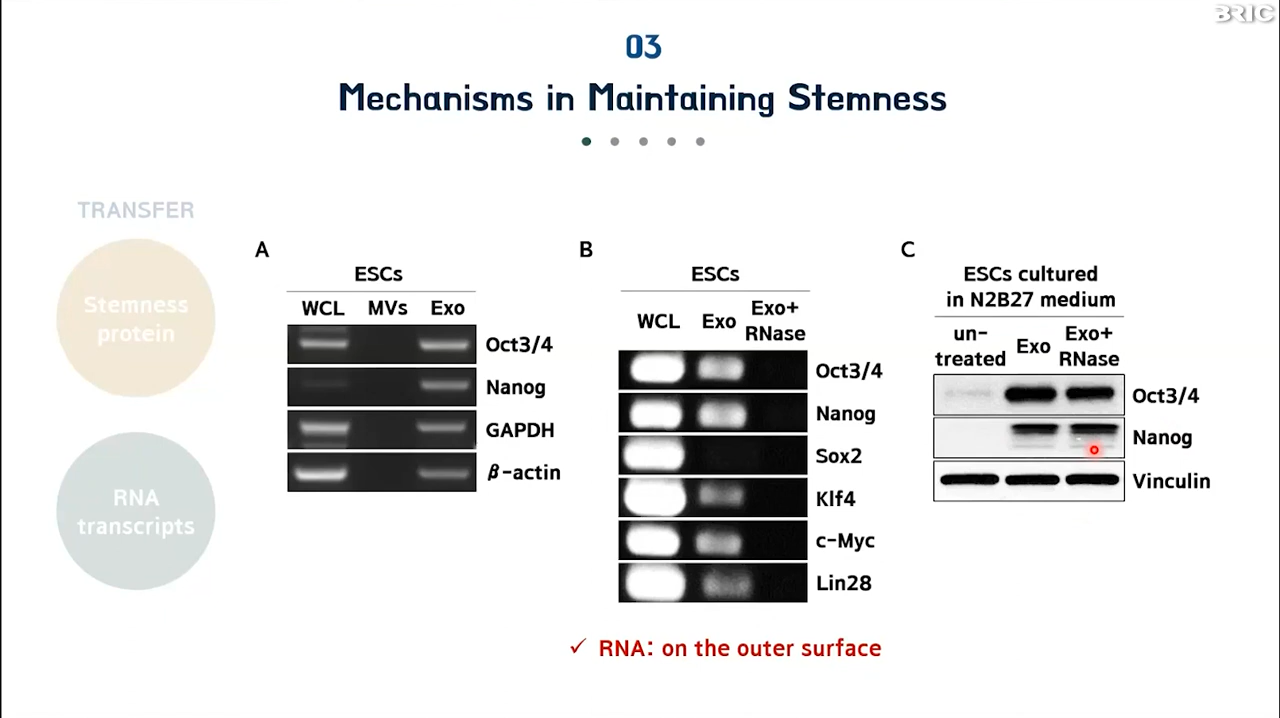 BRIC
03
Mechanisms in Maintaining Stemness
TRANSFER
Stemness
protein
RNA
transcripts
A
ESCs
WCL MVs Exo
Oct3/4
Nanog
GAPDH
β-actin
B
ESCs
WCL Exo Exo+
RNase
Oct3/4
Nanog
Sox2
Klf4
c-Myc
Lin28
C
ESCs cultured
in N2B27 medium
un-
treated Exo Exo+
RNase
Oct3/4
Nanog
Vinculin
✓ RNA: on the outer surface